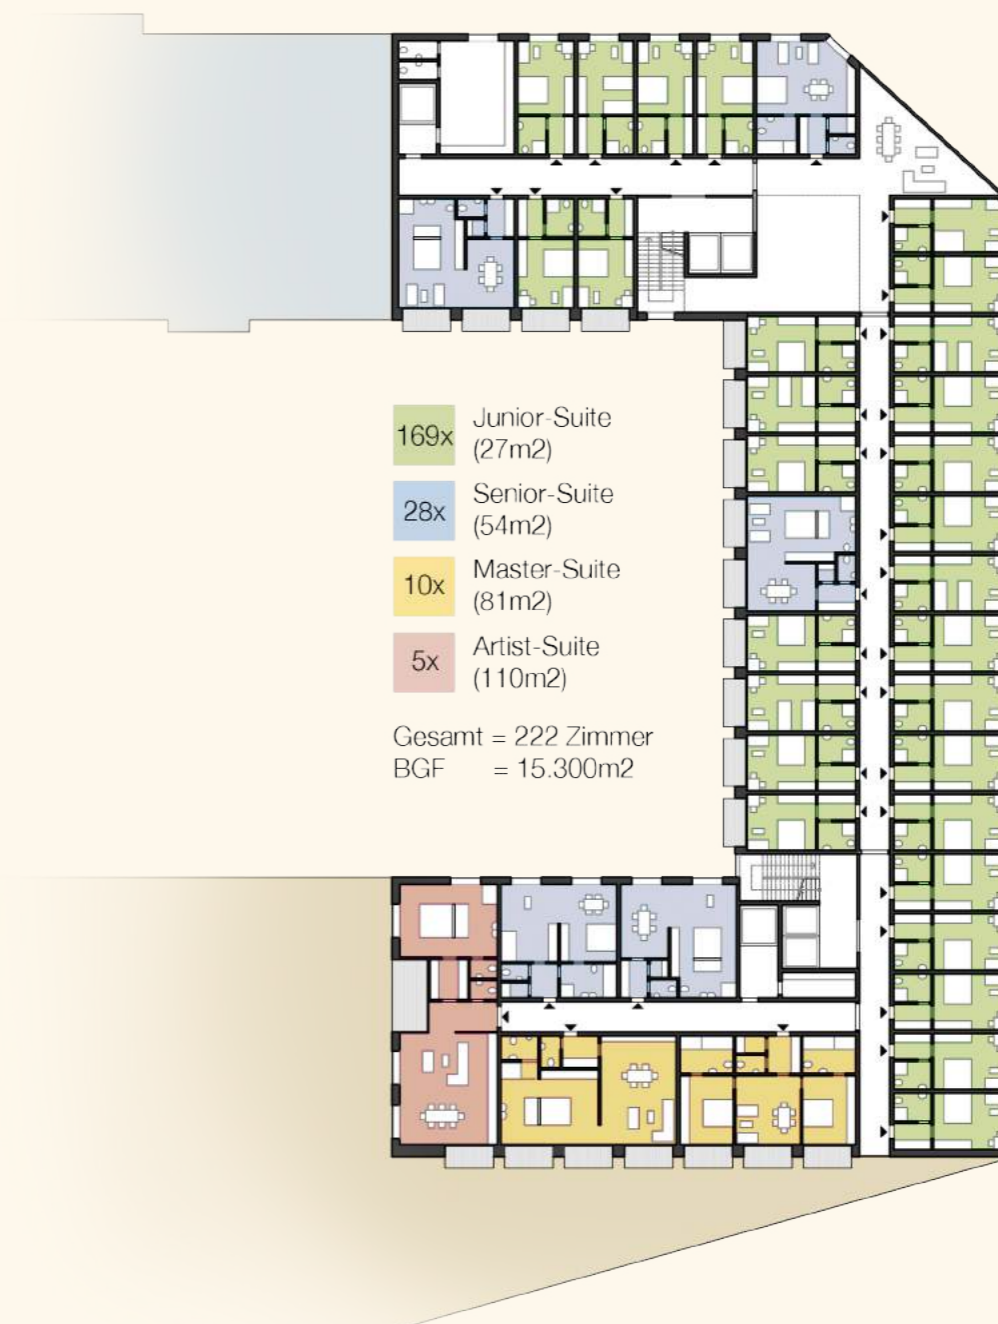 169x Junior-Suite
(27m2)
28x Senior-Suite
(54m2)
10x Master-Suite
(81m2)
5x Artist-Suite
(110m2)
Gesamt = 222 Zimmer
BGF = 15.300m2